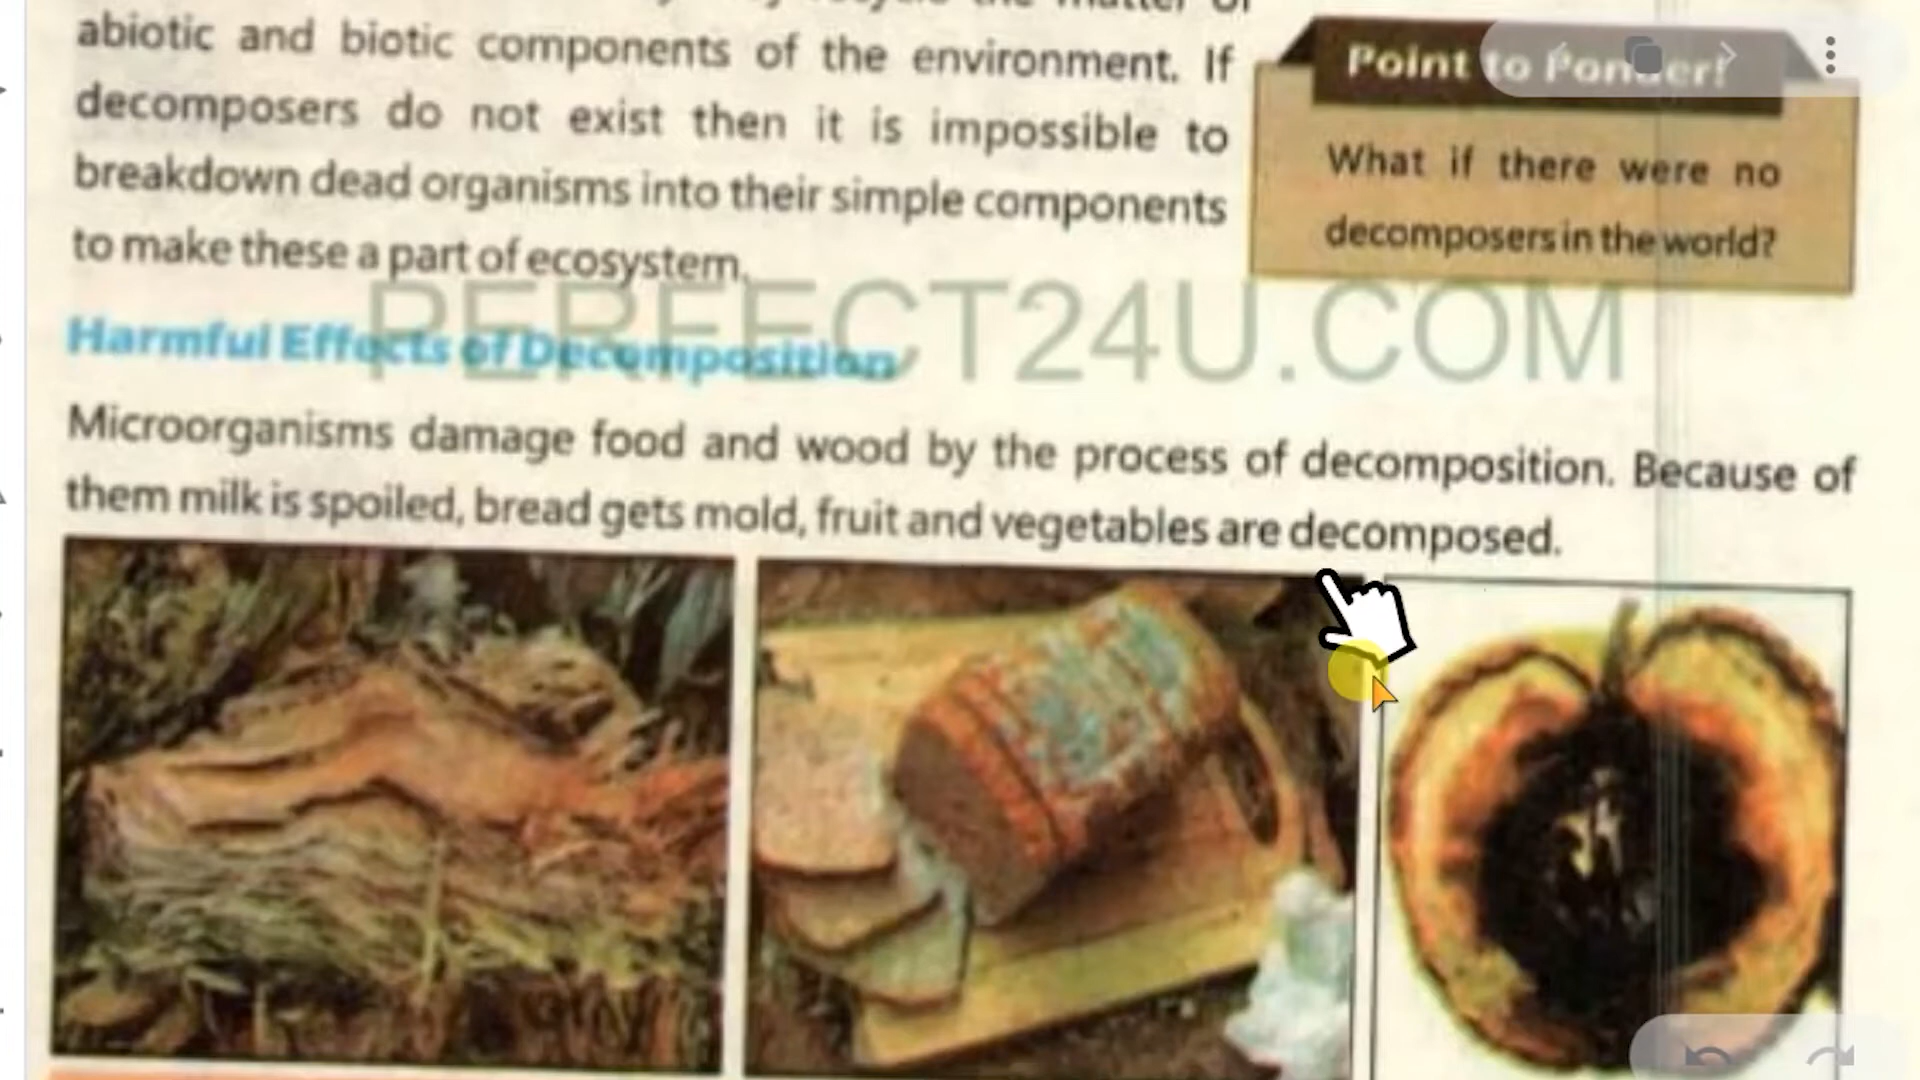 the matter of
abiotic and biotic components of the environment. If
decomposers do not exist then it is impossible to
breakdown dead organisms into their simple components
to make these a part of ecosystem.
Point to Ponder!
What if there were no
decomposers in the world?
PERFECT24U.COM
Harmful Effects of Decomposition
Microorganisms damage food and wood by the process of decomposition. Because of
them milk is spoiled, bread gets mold, fruit and vegetables are decomposed.